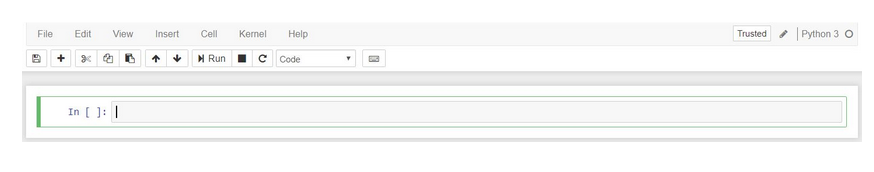 File Edit View Insert Cell Kernel Help Trusted Python 3
Run Code
In [ ]: